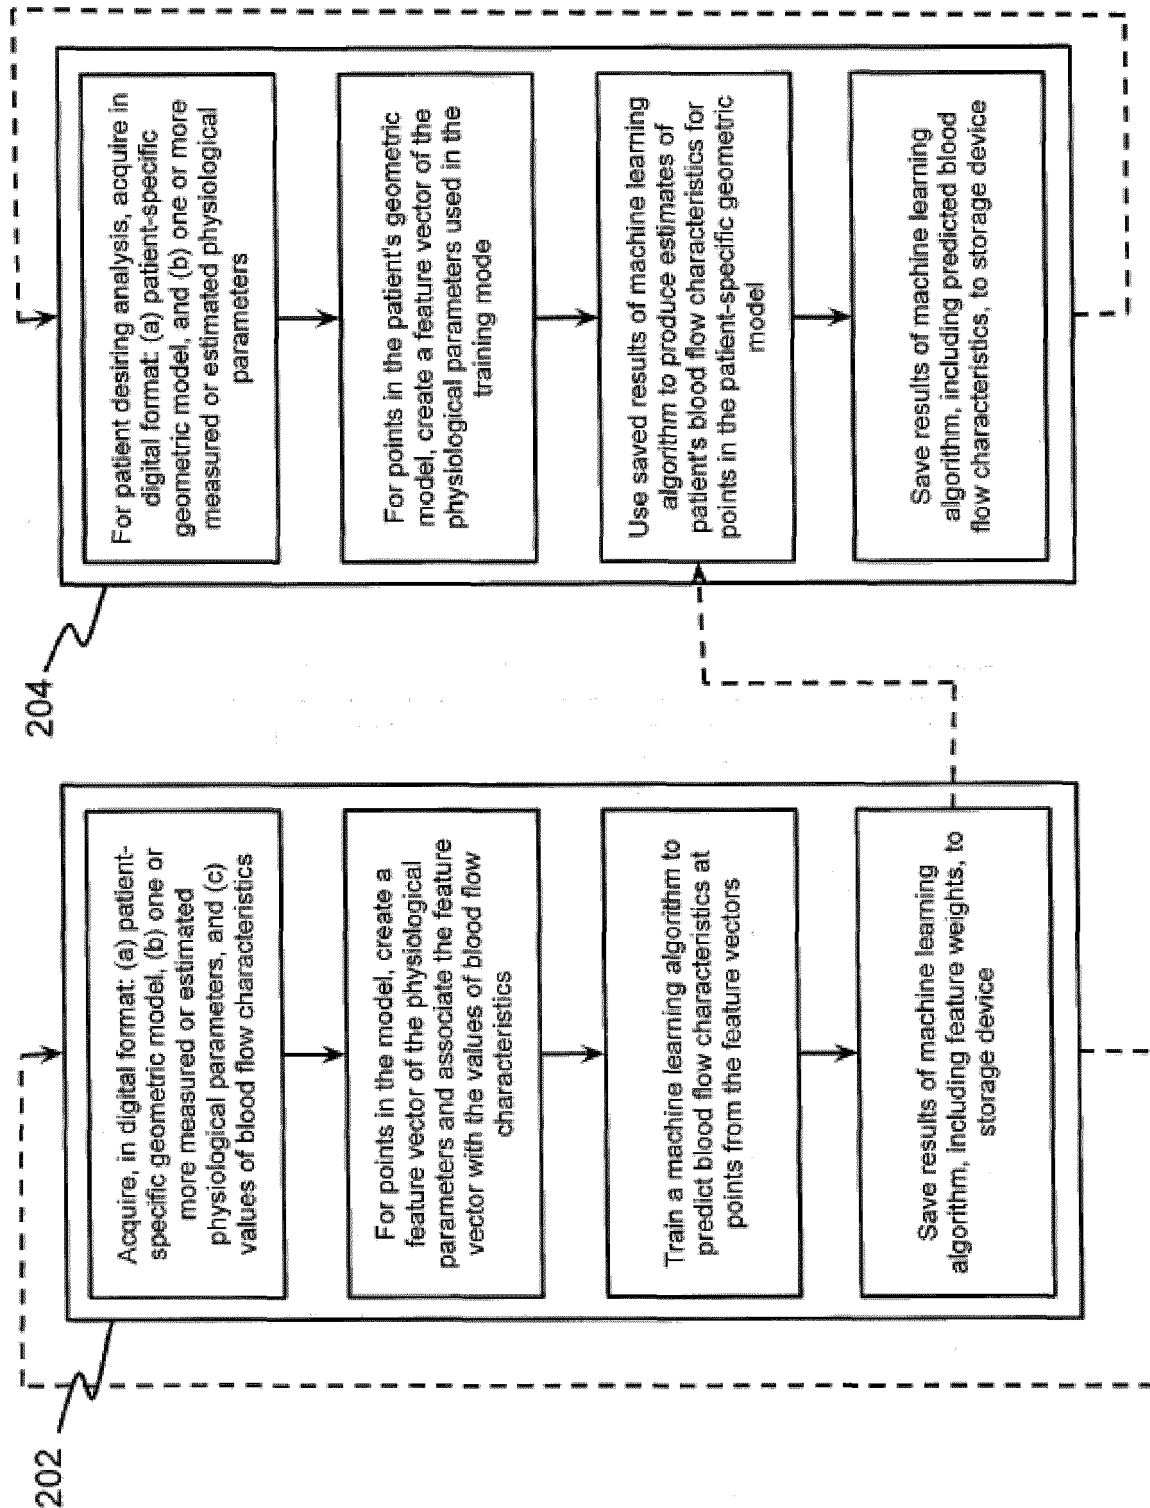 202
Acquire, in digital format: (a) patient-
specific geometric model, (b) one or
more measured or estimated
physiological parameters, and (c)
values of blood flow characteristics
For points in the model, create a
feature vector of the physiological
parameters and associate the feature
vector with the values of blood flow
characteristics
Train a machine learning algorithm to
predict blood flow characteristics at
points from the feature vectors
Save results of machine learning
algorithm, including feature weights, to
storage device
204
For patient desiring analysis, acquire in
digital format: (a) patient-specific
geometric model, and (b) one or more
measured or estimated physiological
parameters
For points in the patient's geometric
model, create a feature vector of the
physiological parameters used in the
training mode
Use saved results of machine learning
algorithm to produce estimates of
patient's blood flow characteristics for
points in the patient-specific geometric
model
Save results of machine learning
algorithm, including predicted blood
flow characteristics, to storage device